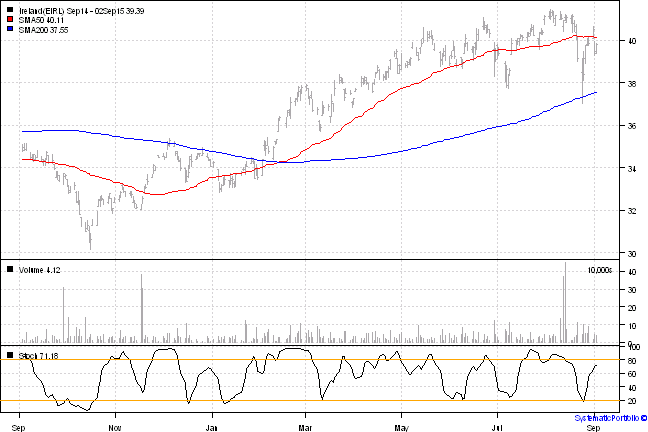 Ireland(EIRL) Sep14 - 02Sep15 39.39
SMA50 40.11
SMA200 37.55
40
38
36
34
32
30
Volume 4.12
10,000s
40
30
20
10
0
Stoch 71.18
100
80
60
40
20
Sep Nov Jan Mar May Jul Sep
SystematicPortfolio ©